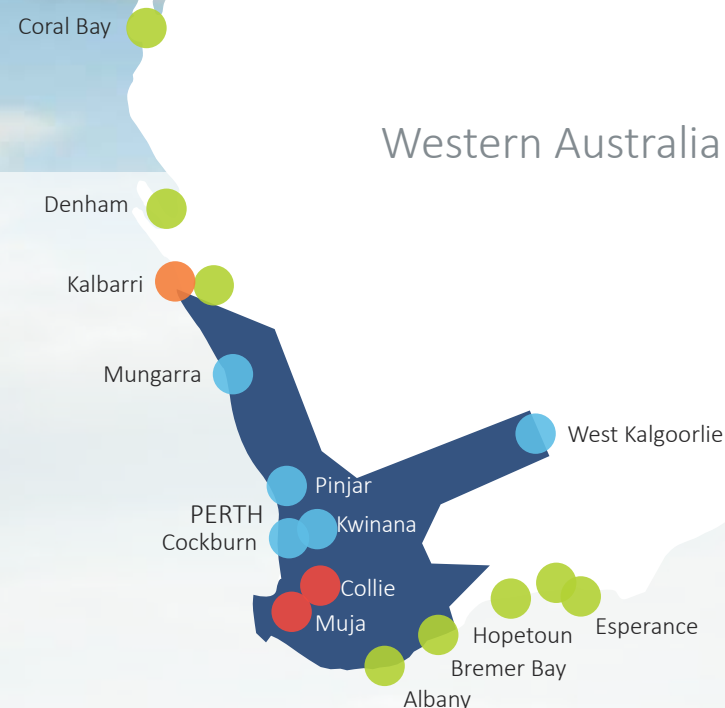 Coral Bay
Western Australia
Denham
Kalbarri
Mungarra
West Kalgoorlie
Pinjar
PERTH
Kwinana
Cockburn
Collie
Muja
Esperance
Hopetoun
Bremer Bay
Albany